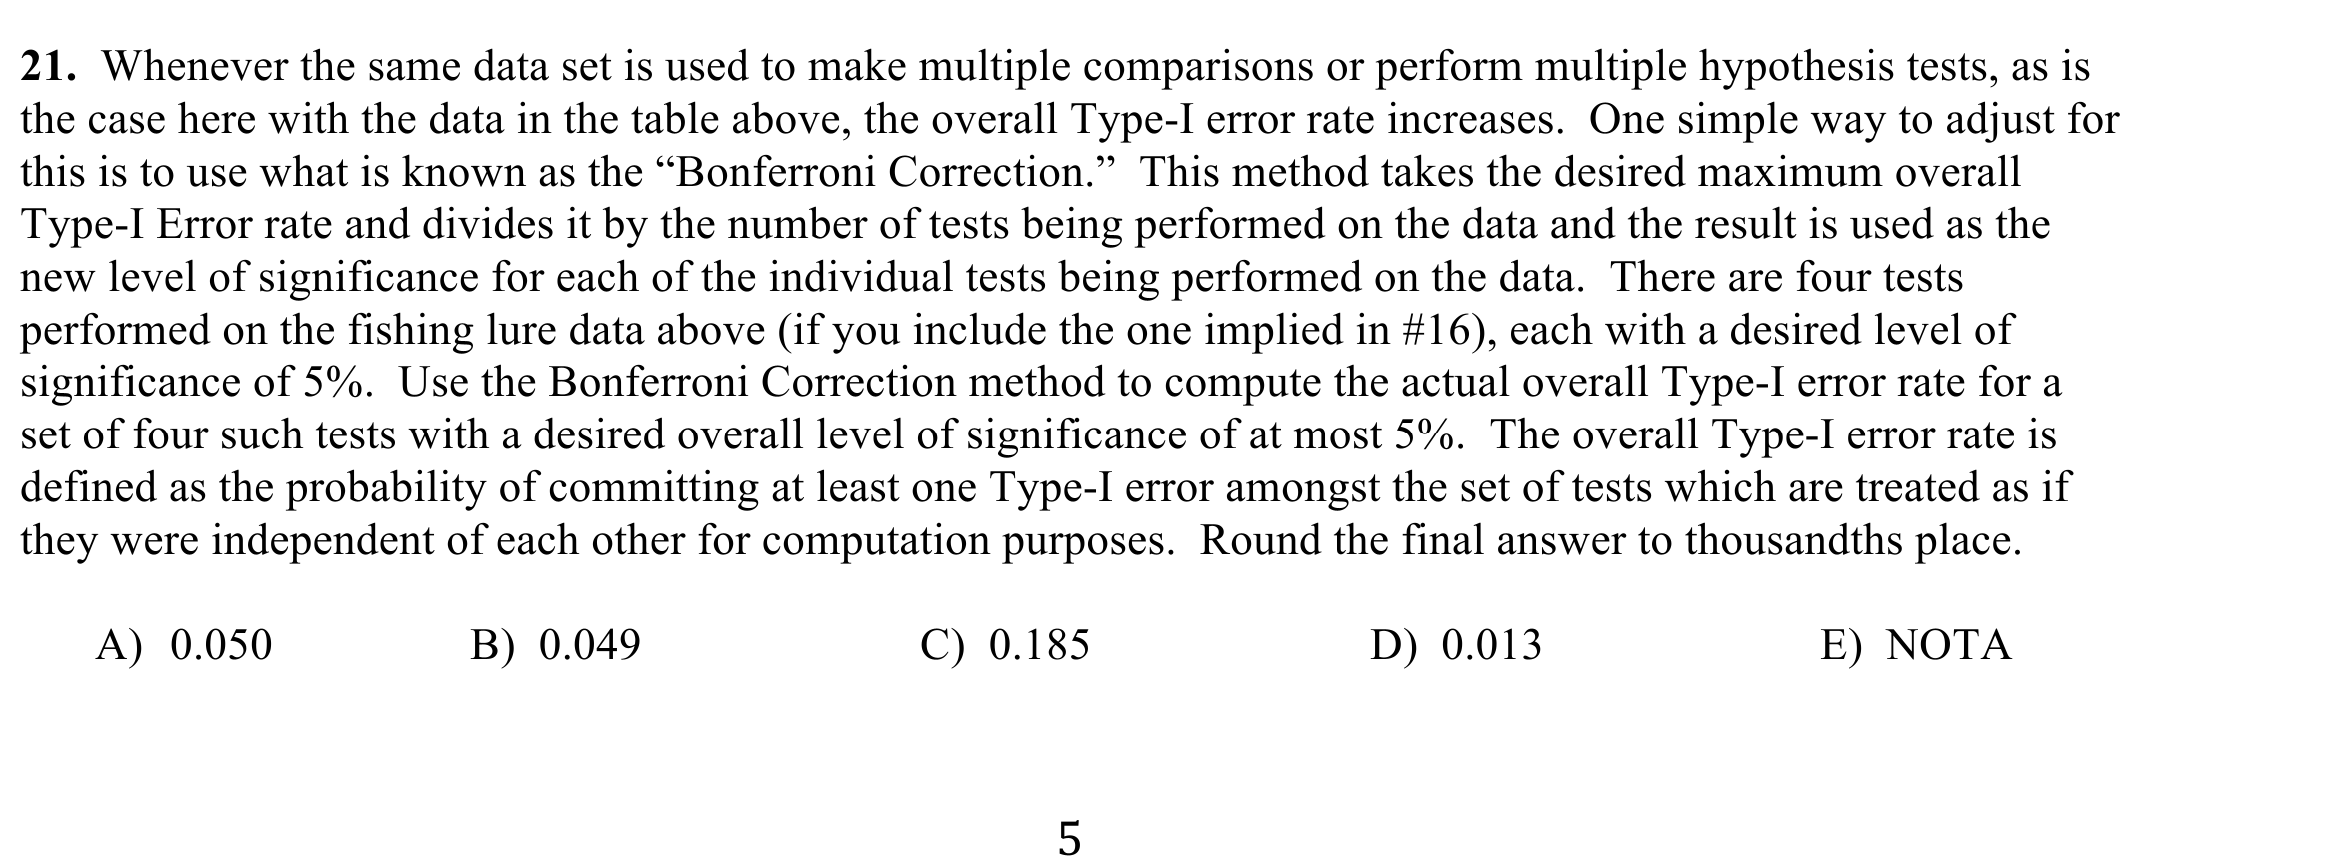 21.  Whenever the same data set is used to make multiple comparisons or perform multiple hypothesis tests, as is
the case here with the data in the table above, the overall Type-I error rate increases.  One simple way to adjust for
this is to use what is known as the “Bonferroni Correction.”  This method takes the desired maximum overall
Type-I Error rate and divides it by the number of tests being performed on the data and the result is used as the
new level of significance for each of the individual tests being performed on the data.  There are four tests
performed on the fishing lure data above (if you include the one implied in #16), each with a desired level of
significance of 5%.  Use the Bonferroni Correction method to compute the actual overall Type-I error rate for a
set of four such tests with a desired overall level of significance of at most 5%.  The overall Type-I error rate is
defined as the probability of committing at least one Type-I error amongst the set of tests which are treated as if
they were independent of each other for computation purposes.  Round the final answer to thousandths place.
A)  0.050 B)  0.049 C)  0.185 D)  0.013 E)  NOTA
5